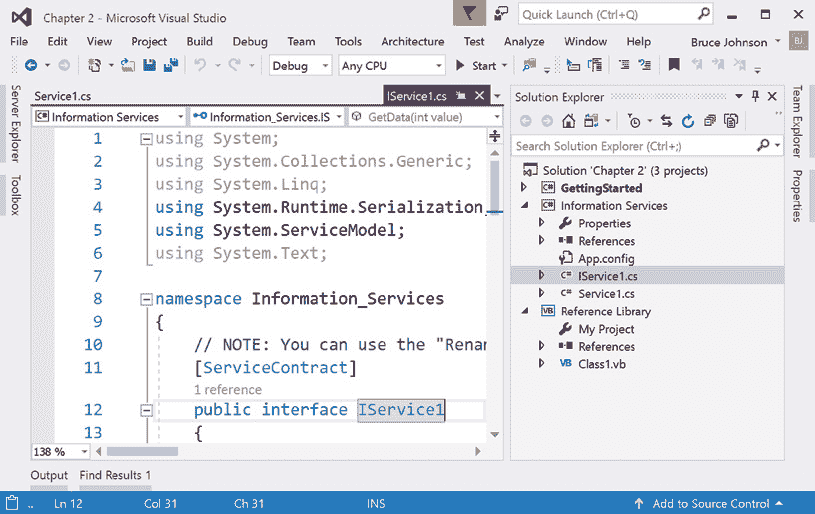 Chapter 2 - Microsoft Visual Studio
Quick Launch (Ctrl+Q)
File Edit View Project Build Debug Team Tools Architecture Test Analyze Window Help Bruce Johnson BJ
Debug Any CPU Start
Server Explorer
Toolbox
Service1.cs IService1.cs
C# Information Services Information_Services.IS GetData(int value)
1 using System;
2 using System.Collections.Generic;
3 using System.Linq;
4 using System.Runtime.Serialization
5 using System.ServiceModel;
6 using System.Text;
7
8 namespace Information_Services
9 {
10 // NOTE: You can use the "Renam
11 [ServiceContract]
1 reference
12 public interface IService1
13 {
138 %
Solution Explorer
Search Solution Explorer (Ctrl+;)
Solution 'Chapter 2' (3 projects)
C# GettingStarted
C# Information Services
Properties
References
App.config
C# IService1.cs
C# Service1.cs
VB Reference Library
My Project
References
VB Class1.vb
Team Explorer
Properties
Output Find Results 1
.. Ln 12 Col 31 Ch 31 INS Add to Source Control